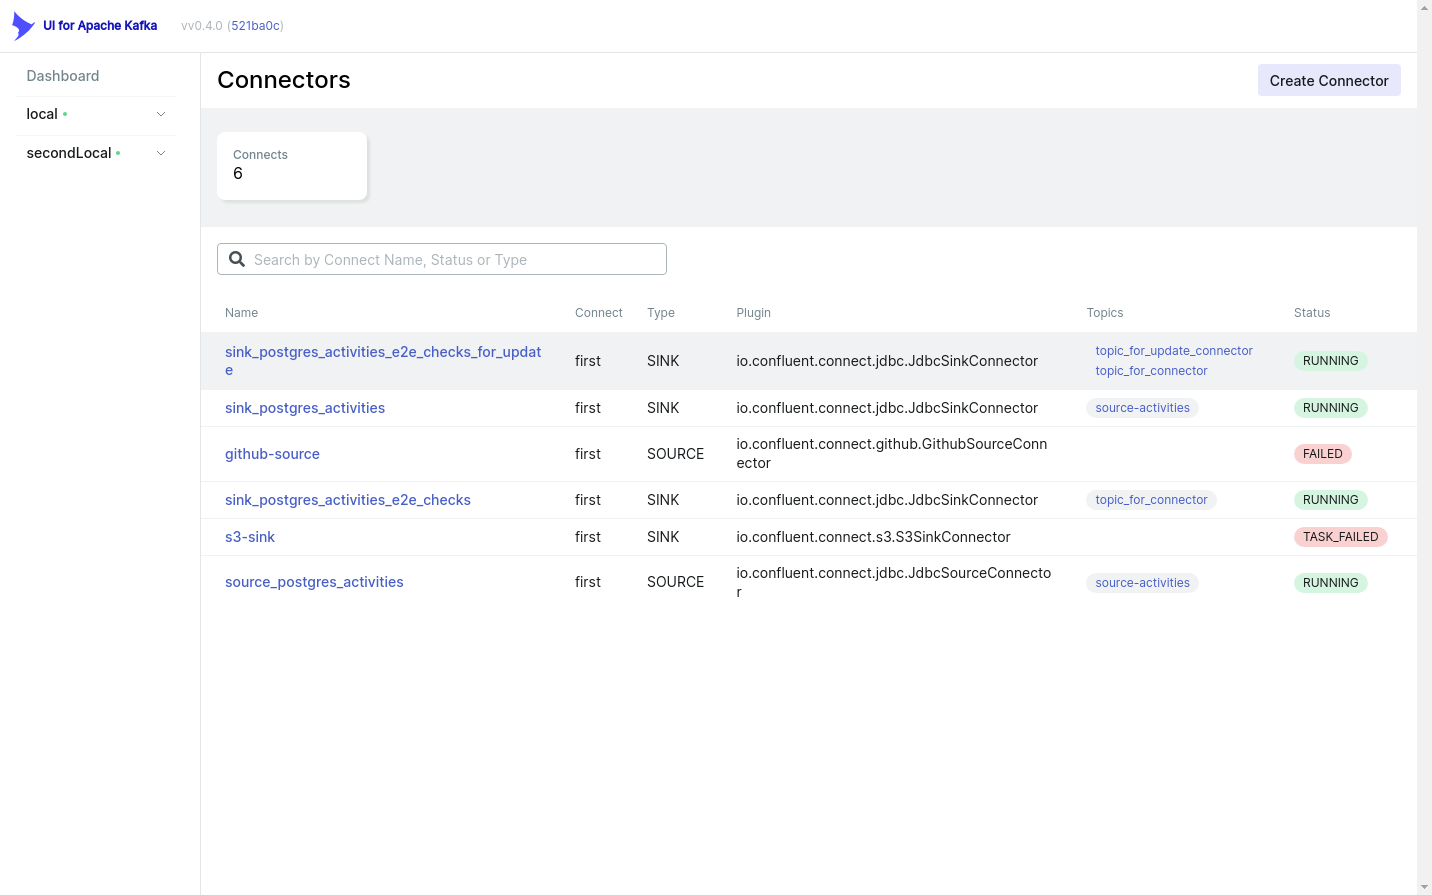 UI for Apache Kafka
vv0.4.0 (521ba0c)
Dashboard
local
secondLocal
Connectors
Create Connector
Connects
6
Search by Connect Name, Status or Type
Name Connect Type Plugin Topics Status
sink_postgres_activities_e2e_checks_for_updat
e
first SINK io.confluent.connect.jdbc.JdbcSinkConnector
topic_for_update_connector
topic_for_connector
RUNNING
sink_postgres_activities first SINK io.confluent.connect.jdbc.JdbcSinkConnector source-activities RUNNING
github-source first SOURCE
io.confluent.connect.github.GithubSourceConn
ector
FAILED
sink_postgres_activities_e2e_checks first SINK io.confluent.connect.jdbc.JdbcSinkConnector topic_for_connector RUNNING
s3-sink first SINK io.confluent.connect.s3.S3SinkConnector TASK_FAILED
source_postgres_activities first SOURCE
io.confluent.connect.jdbc.JdbcSourceConnecto
r
source-activities RUNNING